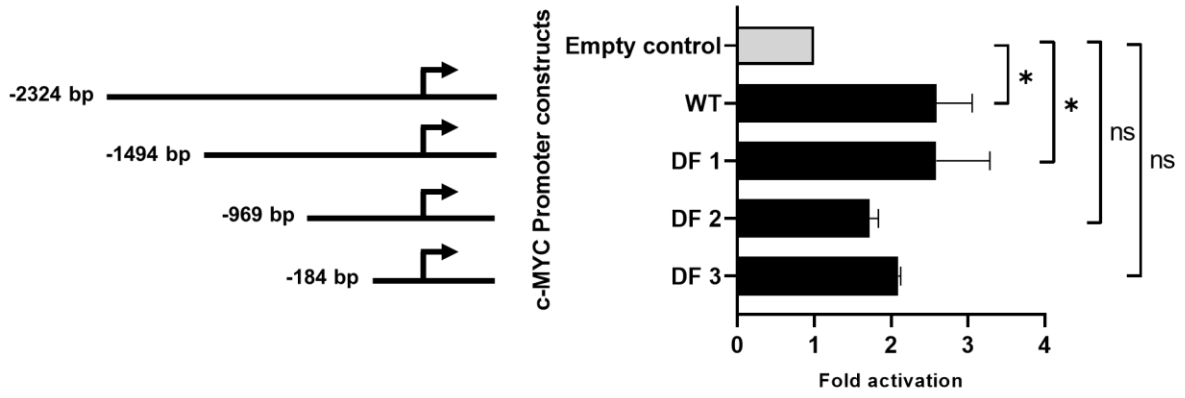 -2324 bp
-1494 bp
-969 bp
-184 bp
c-MYC Promoter constructs
Empty control
WT
DF 1
DF 2
DF 3
*
*
ns
ns
0 1 2 3 4
Fold activation